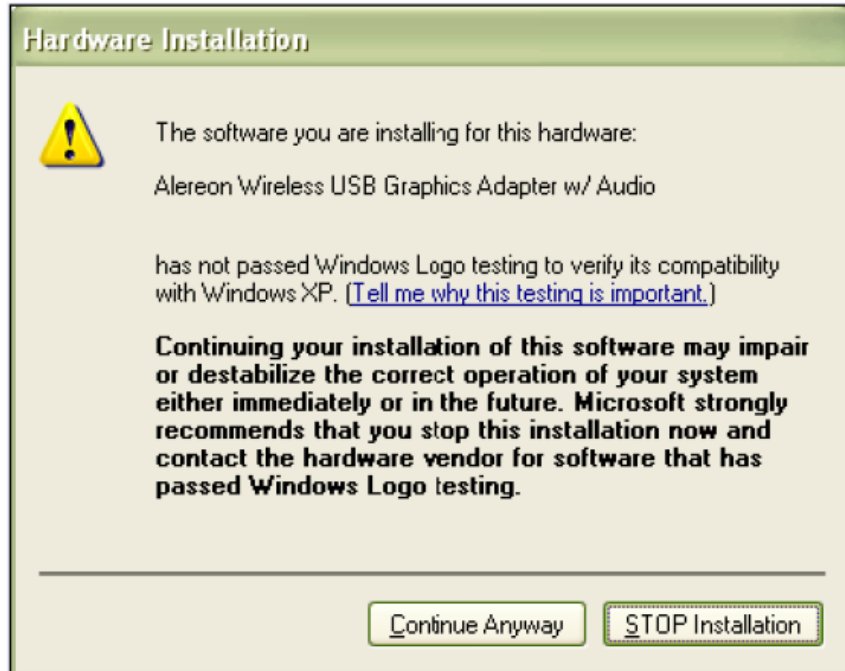 Hardware Installation
The software you are installing for this hardware:
Alereon Wireless USB Graphics Adapter w/ Audio
has not passed Windows Logo testing to verify its compatibility
with Windows XP. (Tell me why this testing is important.)
Continuing your installation of this software may impair
or destabilize the correct operation of your system
either immediately or in the future. Microsoft strongly
recommends that you stop this installation now and
contact the hardware vendor for software that has
passed Windows Logo testing.
Continue Anyway
STOP Installation